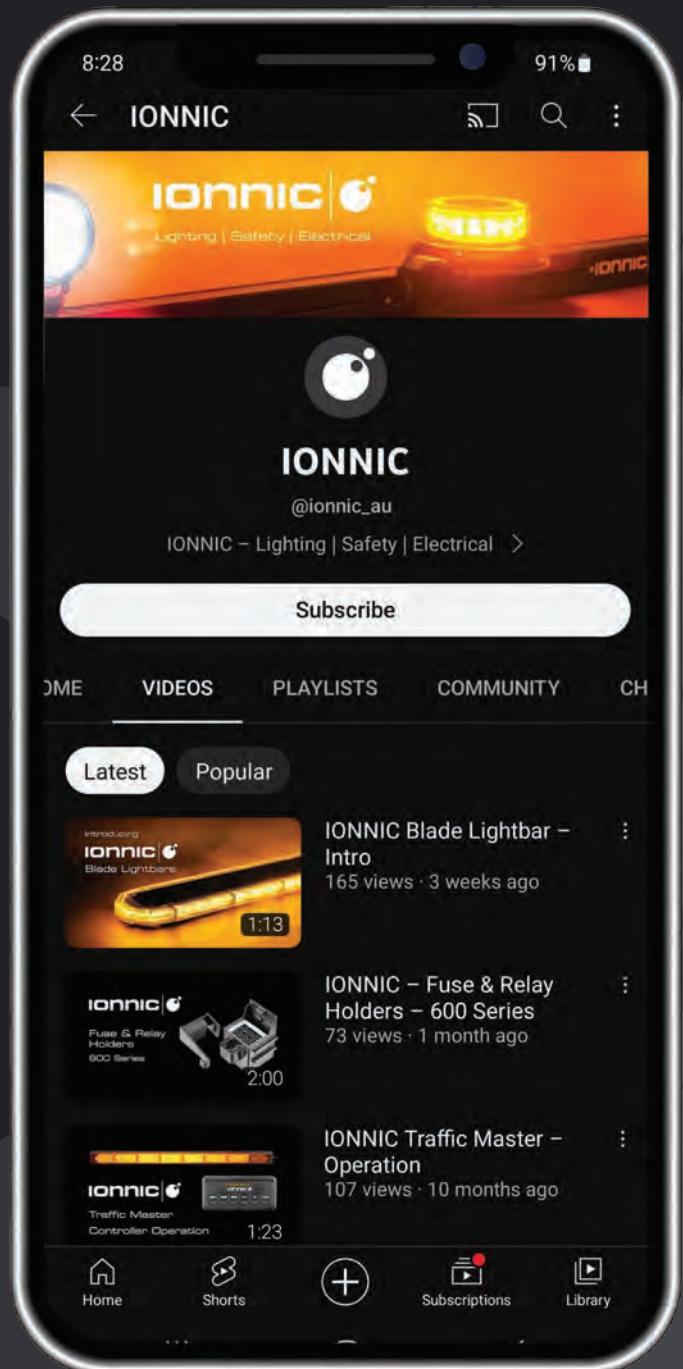 8:28
91%
IONNIC
IONNIC
Lighting | Safety | Electrical
IONNIC
IONNIC
@ionnic_au
IONNIC – Lighting | Safety | Electrical
Subscribe
OME VIDEOS PLAYLISTS COMMUNITY CH
Latest Popular
Introducing
IONNIC
Blade Lightbars
1:13
IONNIC Blade Lightbar –
Intro
165 views · 3 weeks ago
IONNIC
Fuse & Relay
Holders
600 Series
2:00
IONNIC – Fuse & Relay
Holders – 600 Series
73 views · 1 month ago
IONNIC
Traffic Master
Controller Operation
1:23
IONNIC Traffic Master –
Operation
107 views · 10 months ago
Home Shorts Subscriptions Library